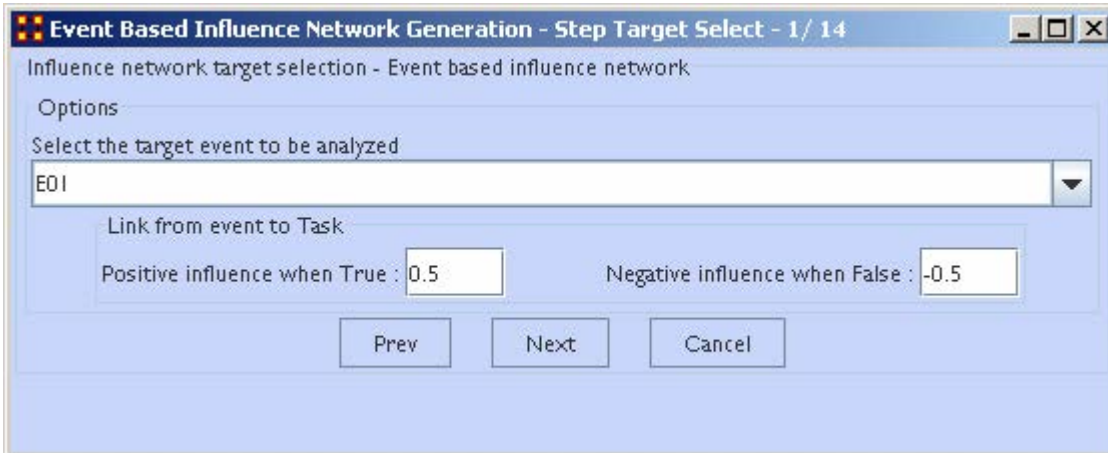 Event Based Influence Network Generation - Step Target Select - 1/ 14
Influence network target selection - Event based influence network
Options
Select the target event to be analyzed
E01
Link from event to Task
Positive influence when True : 0.5 Negative influence when False : -0.5
Prev Next Cancel